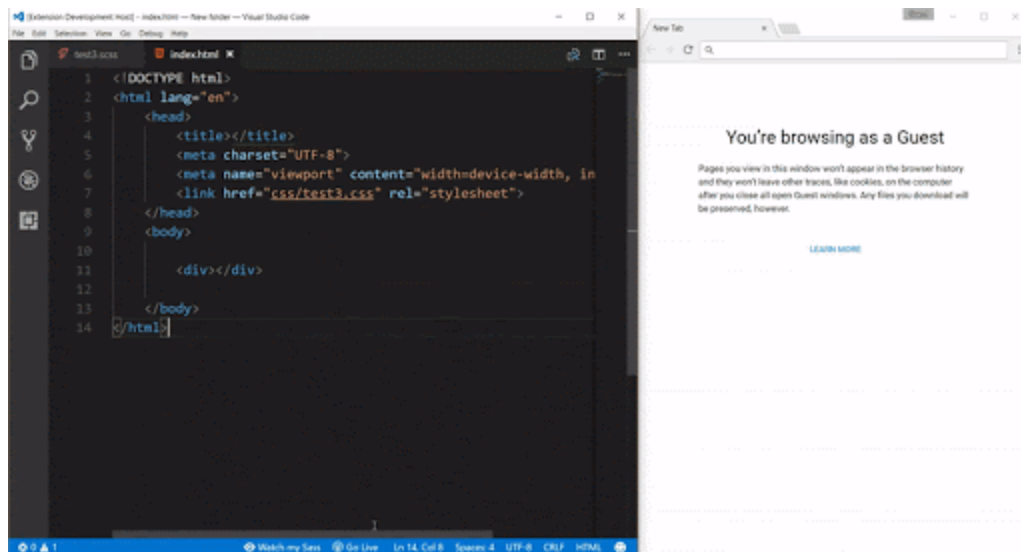 [Extension Development Host] - index.html — New folder — Visual Studio Code
File Edit Selection View Go Debug Help
test3.scss
index.html
1 <!DOCTYPE html>
2 <html lang="en">
3 <head>
4 <title></title>
5 <meta charset="UTF-8">
6 <meta name="viewport" content="width=device-width, in
7 <link href="css/test3.css" rel="stylesheet">
8 </head>
9 <body>
10
11 <div></div>
12
13 </body>
14 </html>
0 1 Watch my Sass Go Live Ln 14, Col 8 Spaces: 4 UTF-8 CRLF HTML
New Tab
You're browsing as a Guest
Pages you view in this window won't appear in the browser history
and they won't leave other traces, like cookies, on the computer
after you close all open Guest windows. Any files you download will
be preserved, however.
LEARN MORE